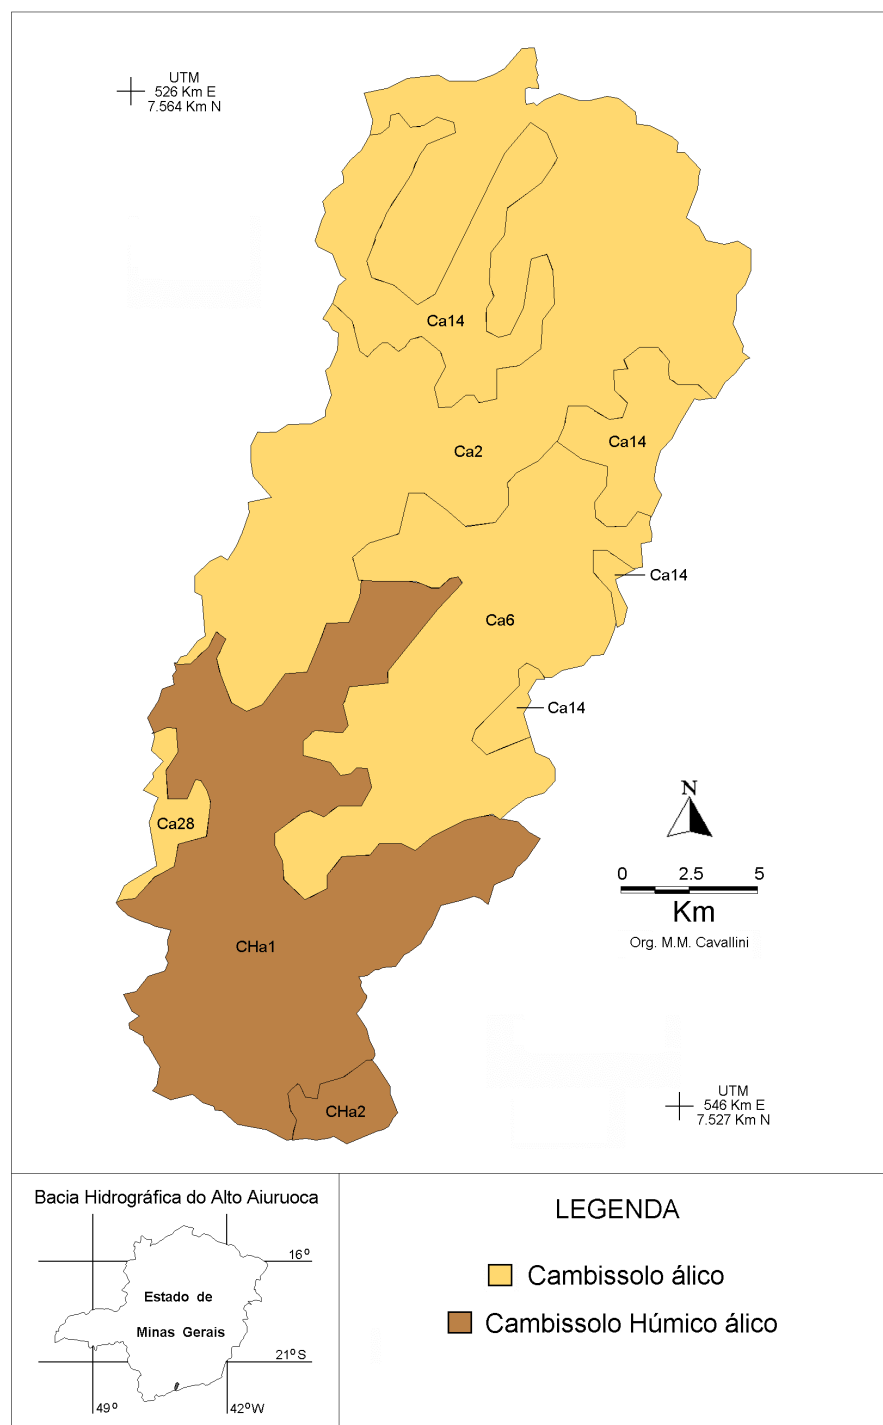 UTM
526 Km E
7.564 Km N
Ca14
Ca2
Ca14
Ca14
Ca6
Ca14
Ca28
N
0 2.5 5
Km
Org. M.M. Cavallini
CHa1
CHa2
UTM
546 Km E
7.527 Km N
Bacia Hidrográfica do Alto Aiuruoca
16º
Estado de
Minas Gerais
21ºS
49º
42ºW
LEGENDA
Cambissolo álico
Cambissolo Húmico álico